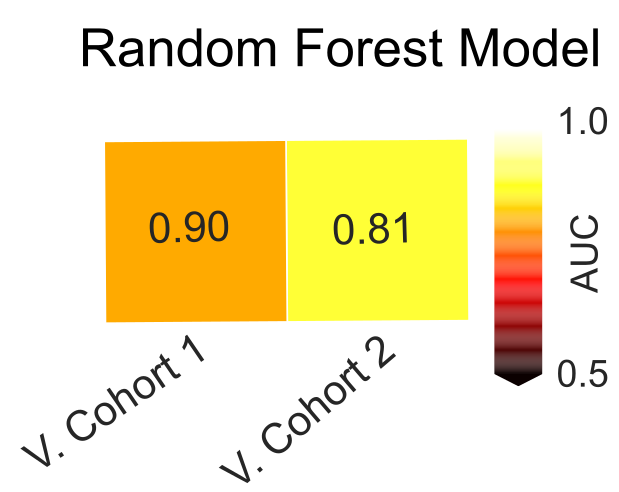 Random Forest Model
1.0
0.90 0.81
AUC
0.5
V. Cohort 1
V. Cohort 2